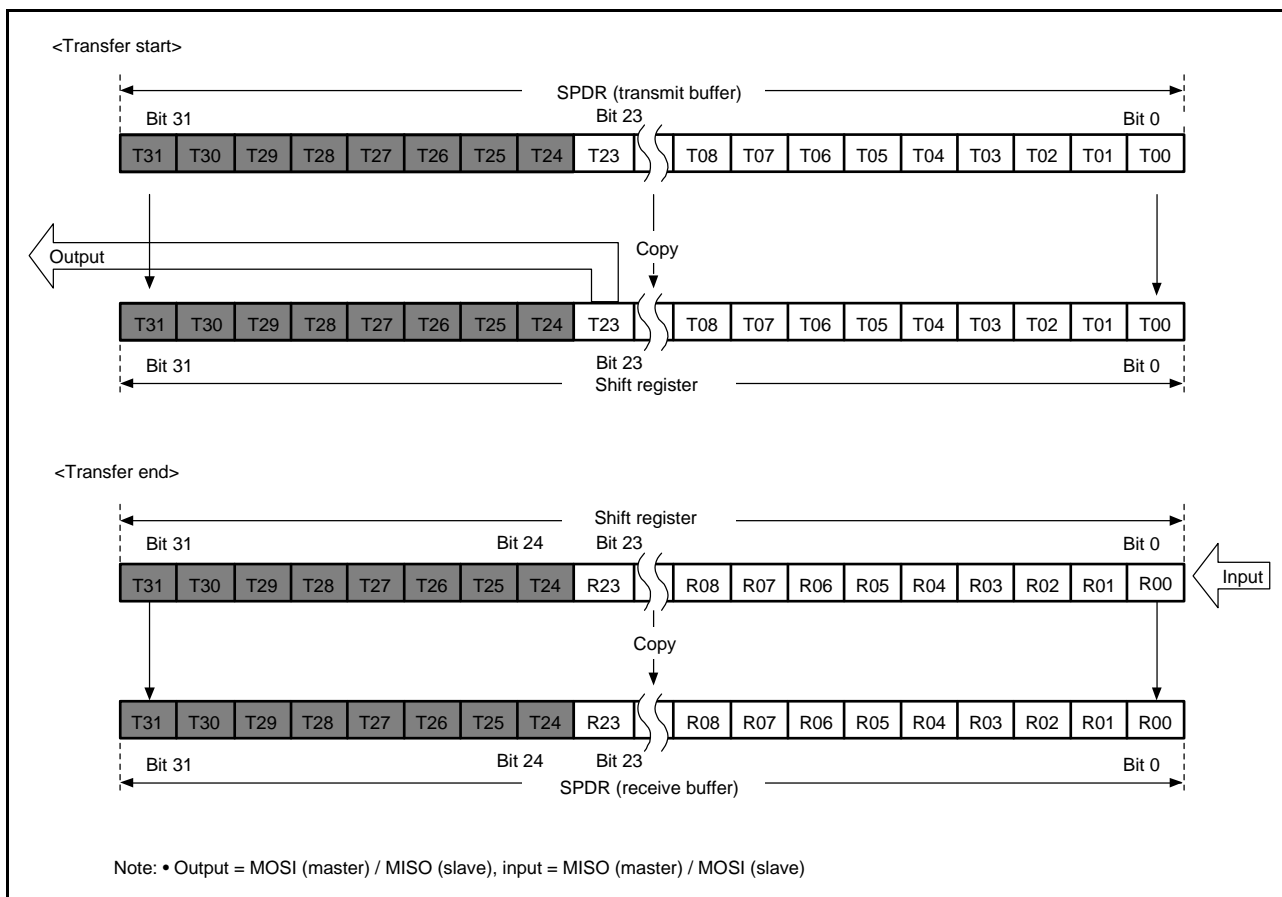 <Transfer start>
SPDR (transmit buffer)
Bit 31 Bit 23 Bit 0
T31 T30 T29 T28 T27 T26 T25 T24 T23 T08 T07 T06 T05 T04 T03 T02 T01 T00
Output Copy
T31 T30 T29 T28 T27 T26 T25 T24 T23 T08 T07 T06 T05 T04 T03 T02 T01 T00
Bit 31 Bit 23 Bit 0
Shift register
<Transfer end>
Shift register
Bit 31 Bit 24 Bit 23 Bit 0
T31 T30 T29 T28 T27 T26 T25 T24 R23 R08 R07 R06 R05 R04 R03 R02 R01 R00 Input
Copy
T31 T30 T29 T28 T27 T26 T25 T24 R23 R08 R07 R06 R05 R04 R03 R02 R01 R00
Bit 31 Bit 24 Bit 23 Bit 0
SPDR (receive buffer)
Note: • Output = MOSI (master) / MISO (slave), input = MISO (master) / MOSI (slave)